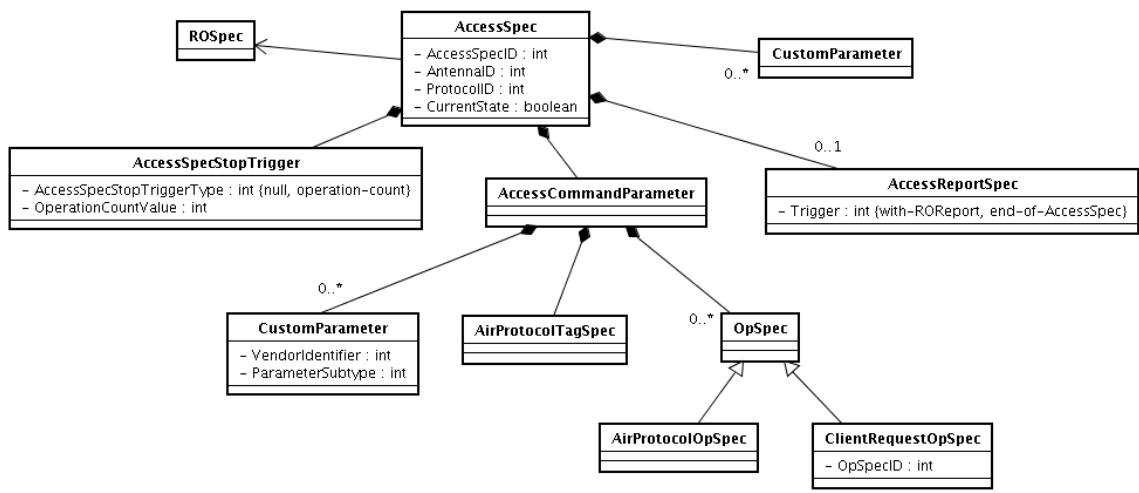 AccessSpec
ROSpec
- AccessSpecID : int
- AntennaID : int
- ProtocolID : int
- CurrentState : boolean
CustomParameter
0..*
AccessSpecStopTrigger
- AccessSpecStopTriggerType : int {null, operation-count}
- OperationCountValue : int
0..1
AccessCommandParameter
AccessReportSpec
- Trigger : int {with-ROReport, end-of-AccessSpec}
0..*
CustomParameter
- VendorIdentifier : int
- ParameterSubtype : int
AirProtocolTagSpec
0..*
OpSpec
AirProtocolOpSpec
ClientRequestOpSpec
- OpSpecID : int